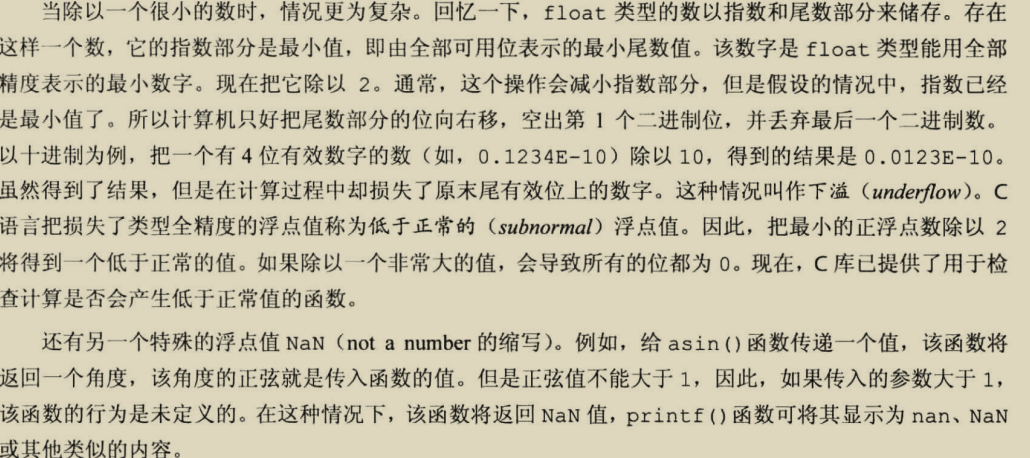 当除以一个很小的数时，情况更为复杂。回忆一下，float 类型的数以指数和尾数部分来储存。存在
这样一个数，它的指数部分是最小值，即由全部可用位表示的最小尾数值。该数字是 float 类型能用全部
精度表示的最小数字。现在把它除以 2。通常，这个操作会减小指数部分，但是假设的情况中，指数已经
是最小值了。所以计算机只好把尾数部分的位向右移，空出第 1 个二进制位，并丢弃最后一个二进制数。
以十进制为例，把一个有 4 位有效数字的数（如，0.1234E-10）除以 10，得到的结果是 0.0123E-10。
虽然得到了结果，但是在计算过程中却损失了原末尾有效位上的数字。这种情况叫作下溢（underflow）。C
语言把损失了类型全精度的浮点值称为低于正常的（subnormal）浮点值。因此，把最小的正浮点数除以 2
将得到一个低于正常的值。如果除以一个非常大的值，会导致所有的位都为 0。现在，C 库已提供了用于检
查计算是否会产生低于正常值的函数。
还有另一个特殊的浮点值 NaN（not a number 的缩写）。例如，给 asin()函数传递一个值，该函数将
返回一个角度，该角度的正弦就是传入函数的值。但是正弦值不能大于 1，因此，如果传入的参数大于 1，
该函数的行为是未定义的。在这种情况下，该函数将返回 NaN 值，printf()函数可将其显示为 nan、NaN
或其他类似的内容。